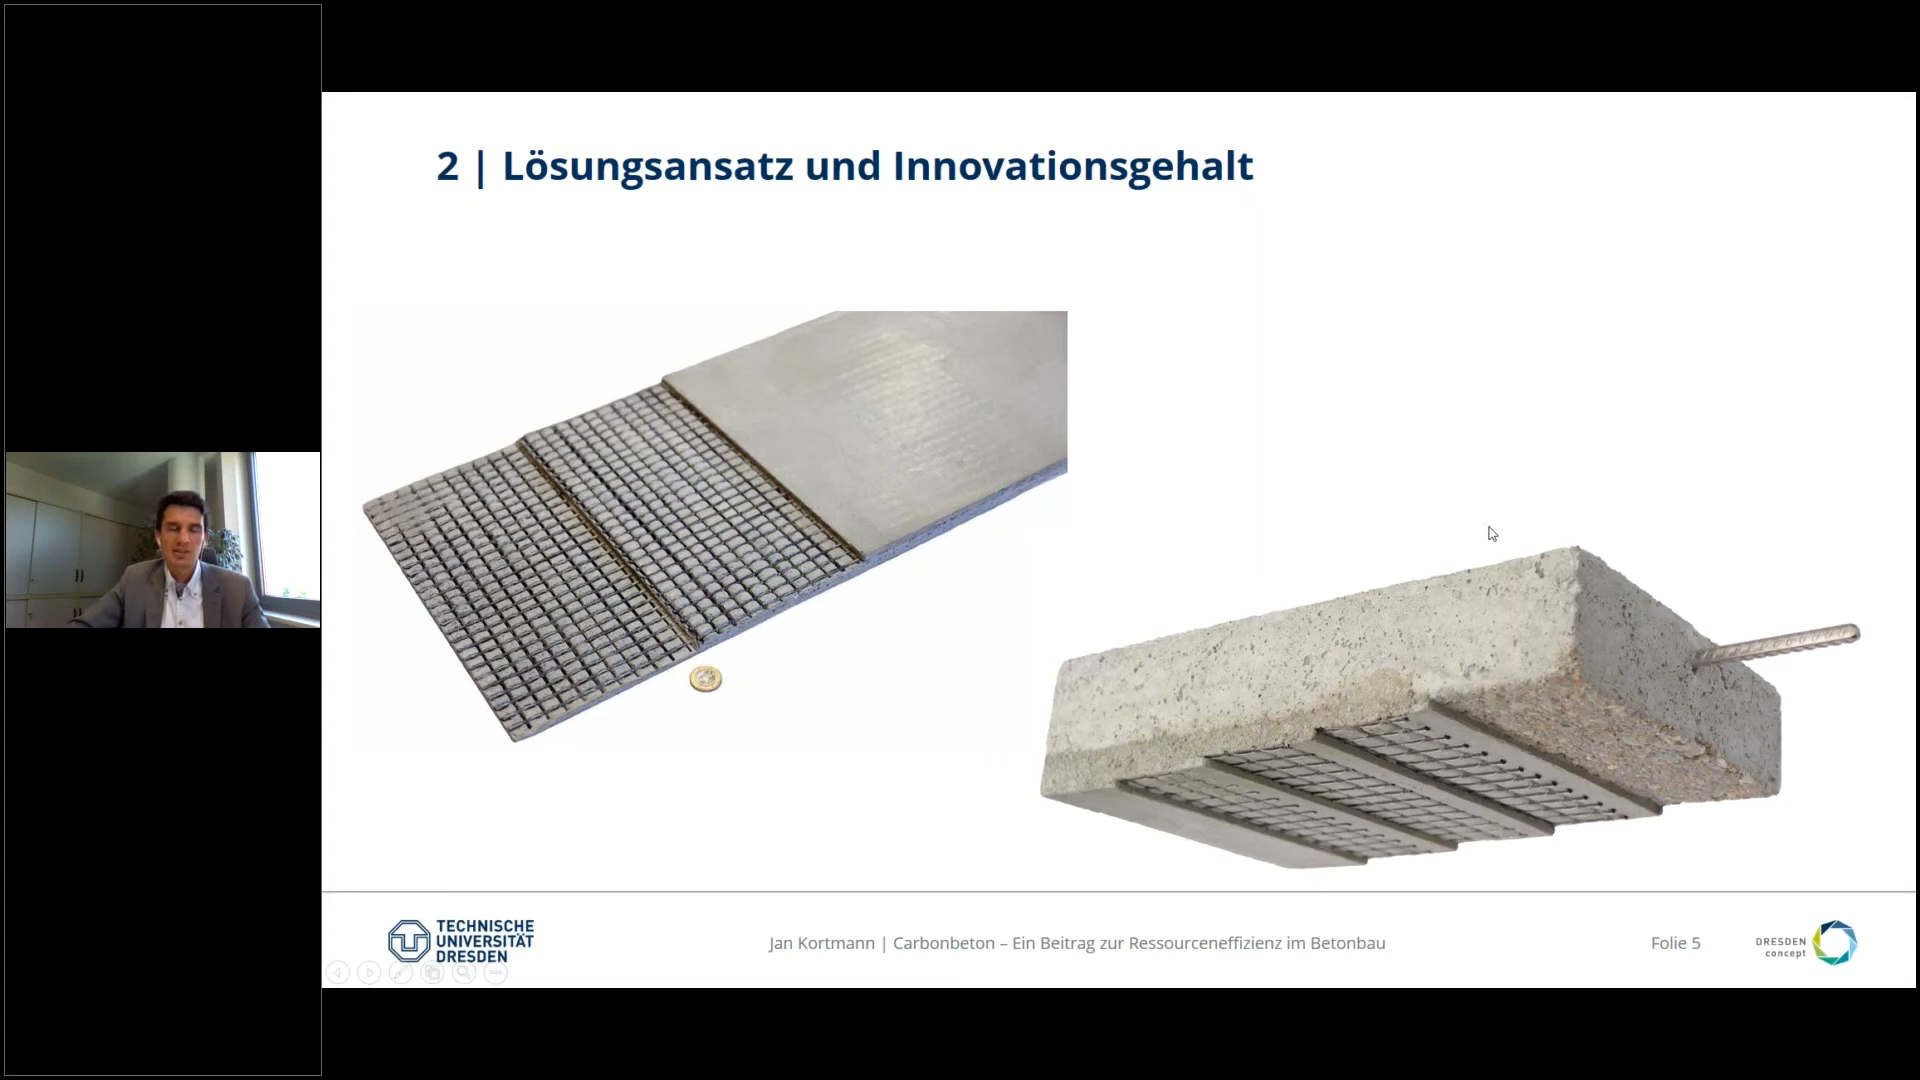 2 | Lösungsansatz und Innovationsgehalt
TECHNISCHE
UNIVERSITÄT
DRESDEN
Jan Kortmann | Carbonbeton – Ein Beitrag zur Ressourceneffizienz im Betonbau
Folie 5
DRESDEN
concept